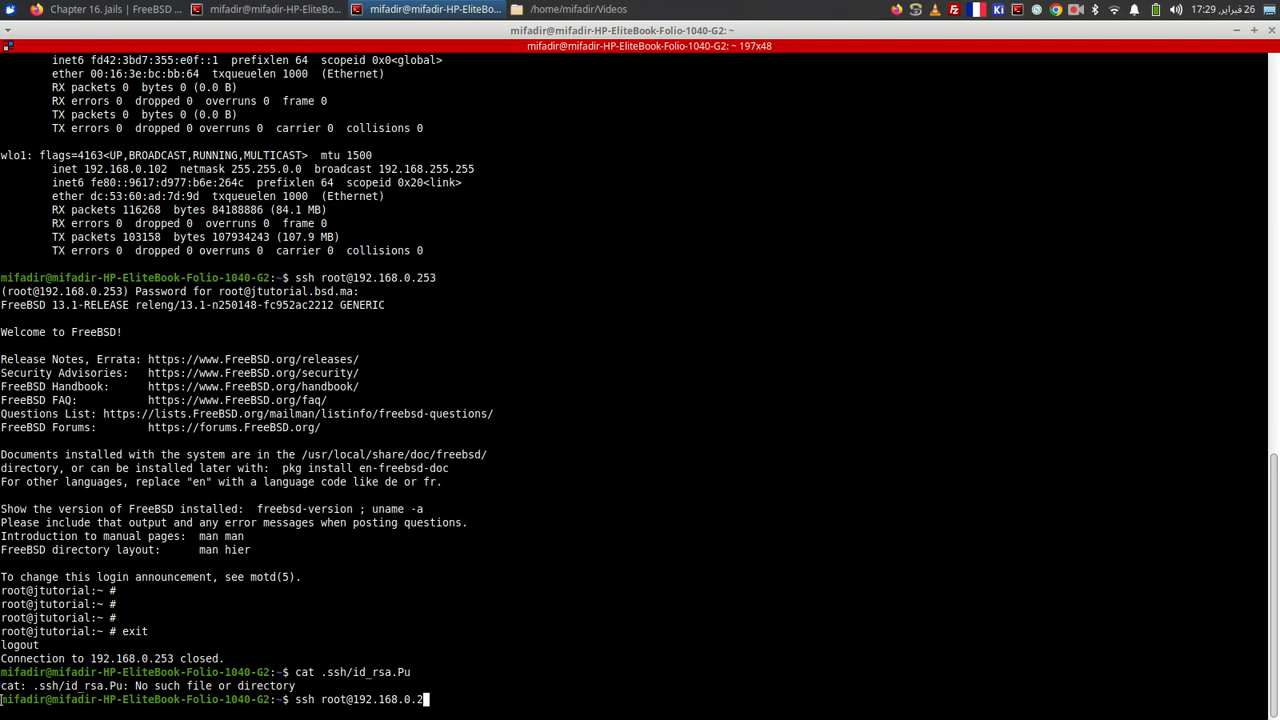 Chapter 16. Jails | FreeBSD ...
mifadir@mifadir-HP-EliteBo...
mifadir@mifadir-HP-EliteBo...
/home/mifadir/Videos
17:29 ,26 فبراير
mifadir@mifadir-HP-EliteBook-Folio-1040-G2: ~
mifadir@mifadir-HP-EliteBook-Folio-1040-G2: ~ 197x48
inet6 fd42:3bd7:355:e0f::1  prefixlen 64  scopeid 0x0<global>
ether 00:16:3e:bc:bb:64  txqueuelen 1000  (Ethernet)
RX packets 0  bytes 0 (0.0 B)
RX errors 0  dropped 0  overruns 0  frame 0
TX packets 0  bytes 0 (0.0 B)
TX errors 0  dropped 0 overruns 0  carrier 0  collisions 0
wlo1: flags=4163<UP,BROADCAST,RUNNING,MULTICAST>  mtu 1500
inet 192.168.0.102  netmask 255.255.0.0  broadcast 192.168.255.255
inet6 fe80::9617:d977:b6e:264c  prefixlen 64  scopeid 0x20<link>
ether dc:53:60:ad:7d:9d  txqueuelen 1000  (Ethernet)
RX packets 116268  bytes 84188886 (84.1 MB)
RX errors 0  dropped 0  overruns 0  frame 0
TX packets 103158  bytes 107934243 (107.9 MB)
TX errors 0  dropped 0 overruns 0  carrier 0  collisions 0
mifadir@mifadir-HP-EliteBook-Folio-1040-G2:~$ ssh root@192.168.0.253
(root@192.168.0.253) Password for root@jtutorial.bsd.ma:
FreeBSD 13.1-RELEASE releng/13.1-n250148-fc952ac2212 GENERIC
Welcome to FreeBSD!
Release Notes, Errata: https://www.FreeBSD.org/releases/
Security Advisories:   https://www.FreeBSD.org/security/
FreeBSD Handbook:      https://www.FreeBSD.org/handbook/
FreeBSD FAQ:           https://www.FreeBSD.org/faq/
Questions List: https://lists.FreeBSD.org/mailman/listinfo/freebsd-questions/
FreeBSD Forums:        https://forums.FreeBSD.org/
Documents installed with the system are in the /usr/local/share/doc/freebsd/
directory, or can be installed later with:  pkg install en-freebsd-doc
For other languages, replace "en" with a language code like de or fr.
Show the version of FreeBSD installed:  freebsd-version ; uname -a
Please include that output and any error messages when posting questions.
Introduction to manual pages:  man man
FreeBSD directory layout:      man hier
To change this login announcement, see motd(5).
root@jtutorial:~ #
root@jtutorial:~ #
root@jtutorial:~ #
root@jtutorial:~ # exit
logout
Connection to 192.168.0.253 closed.
mifadir@mifadir-HP-EliteBook-Folio-1040-G2:~$ cat .ssh/id_rsa.Pu
cat: .ssh/id_rsa.Pu: No such file or directory
mifadir@mifadir-HP-EliteBook-Folio-1040-G2:~$ ssh root@192.168.0.2